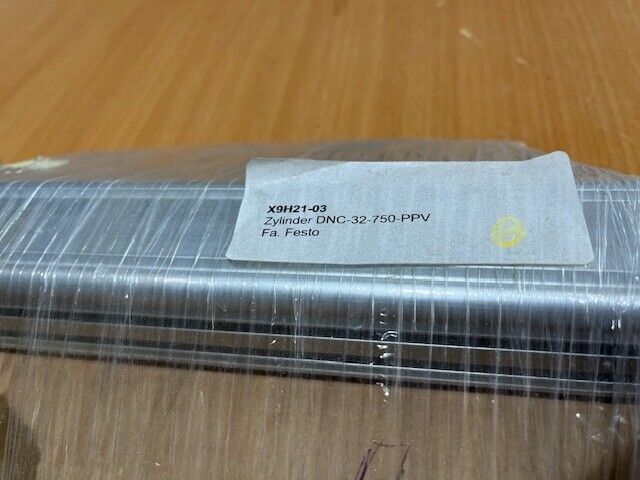 X9H21-03
Zylinder DNC-32-750-PPV
Fa. Festo